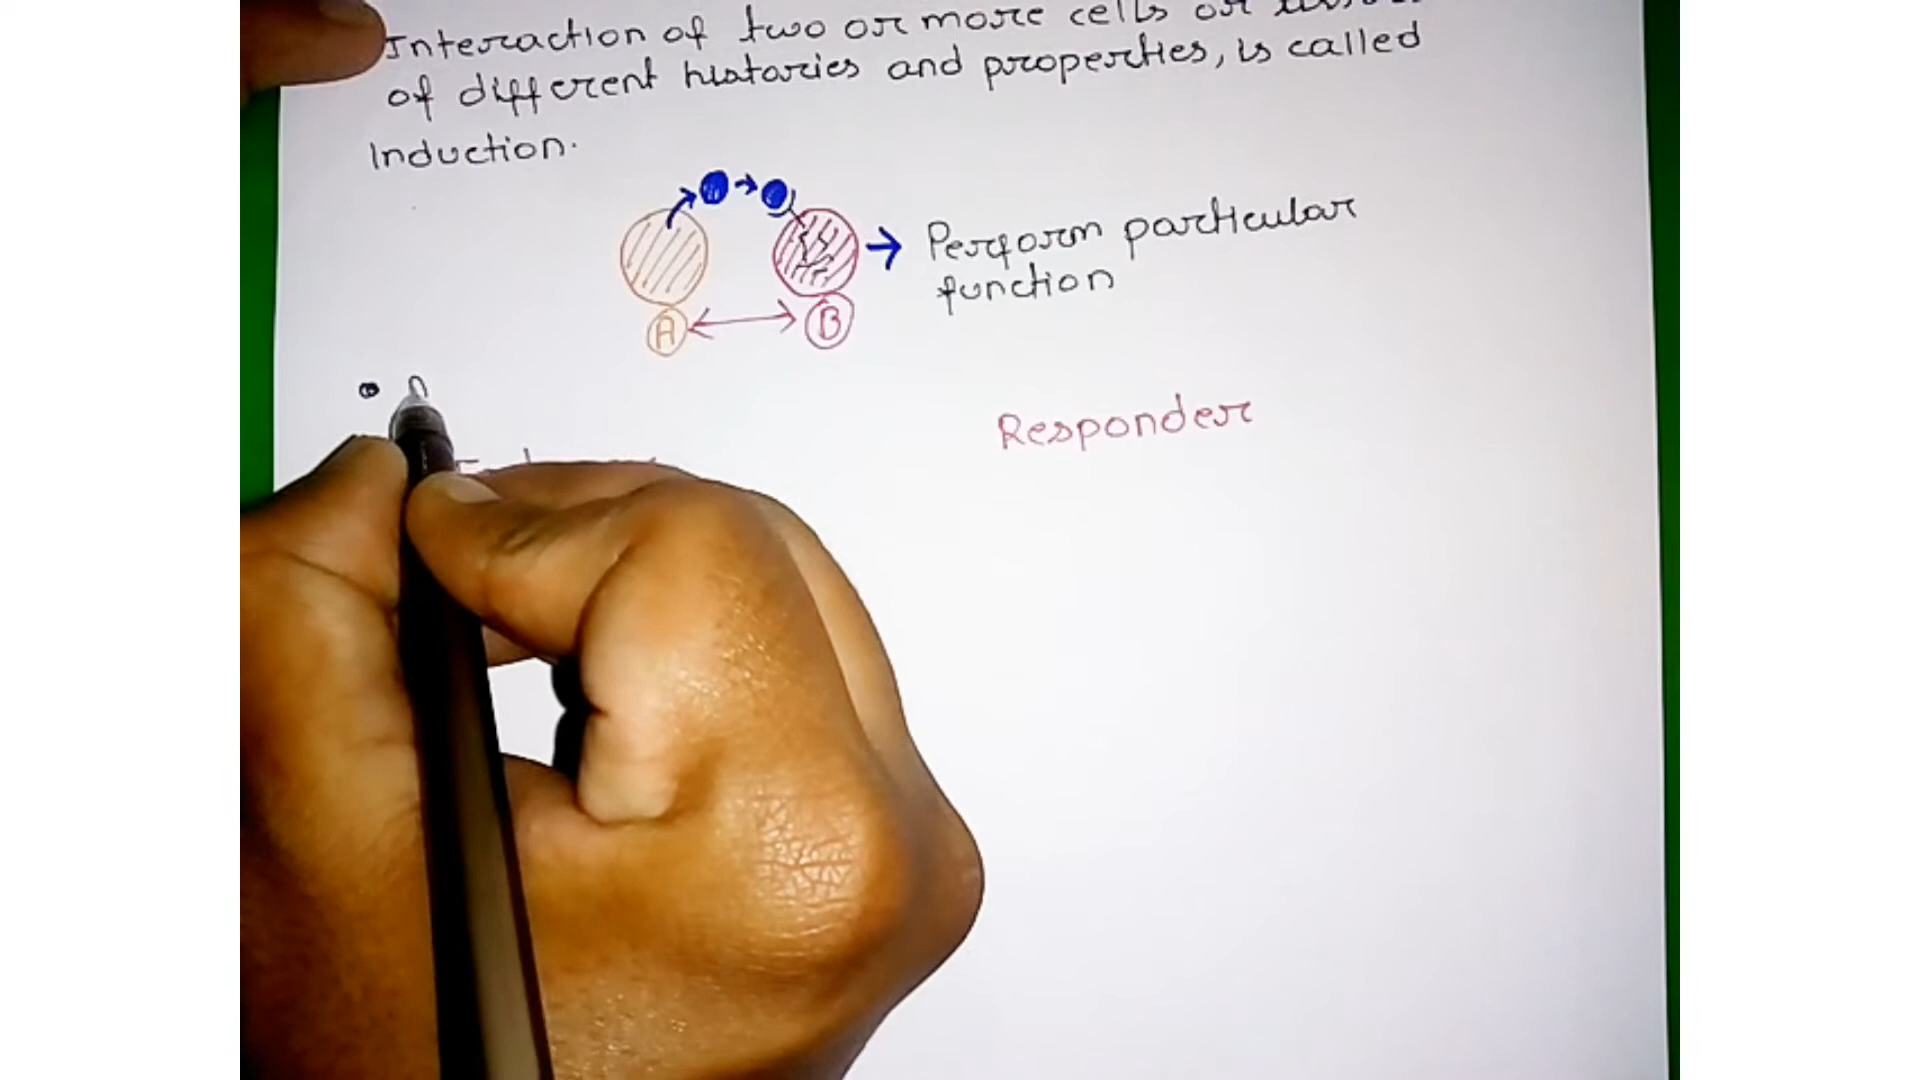 Interaction of two or more cells or
of different histories and properties, is called
Induction.
Perform particular
function
A
B
Responder